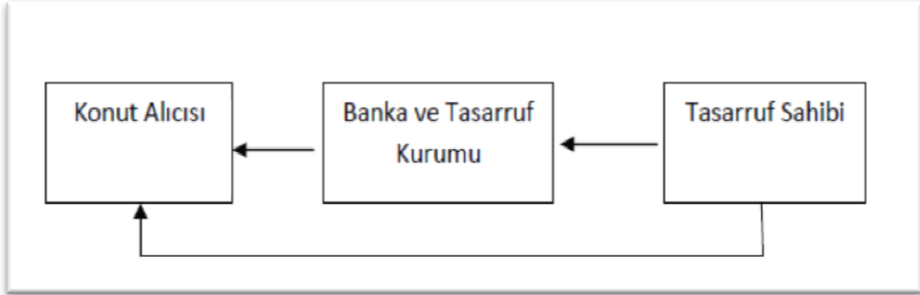 Konut Alıcısı
Banka ve Tasarruf
Kurumu
Tasarruf Sahibi